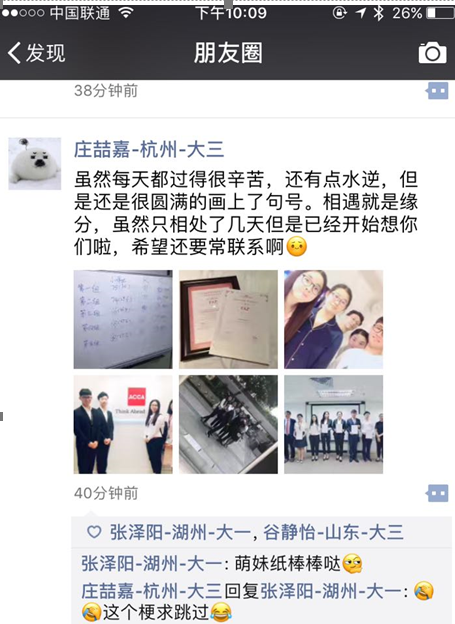 中国联通 下午10:09 26%
发现 朋友圈
38分钟前
庄喆嘉-杭州-大三
虽然每天都过得很辛苦，还有点水逆，但
是还是很圆满的画上了句号。相遇就是缘
分，虽然只相处了几天但是已经开始想你
们啦，希望还要常联系啊
第一组
第二组
ACCA
Think Ahead
40分钟前
张泽阳-湖州-大一, 谷静怡-山东-大三
张泽阳-湖州-大一: 萌妹纸棒棒哒
庄喆嘉-杭州-大三回复张泽阳-湖州-大一:
这个梗求跳过